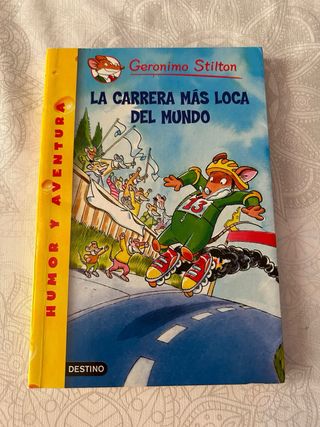 Geronimo Stilton
LA CARRERA MÁS LOCA
DEL MUNDO
HUMOR Y AVENTURA
13
DESTINO